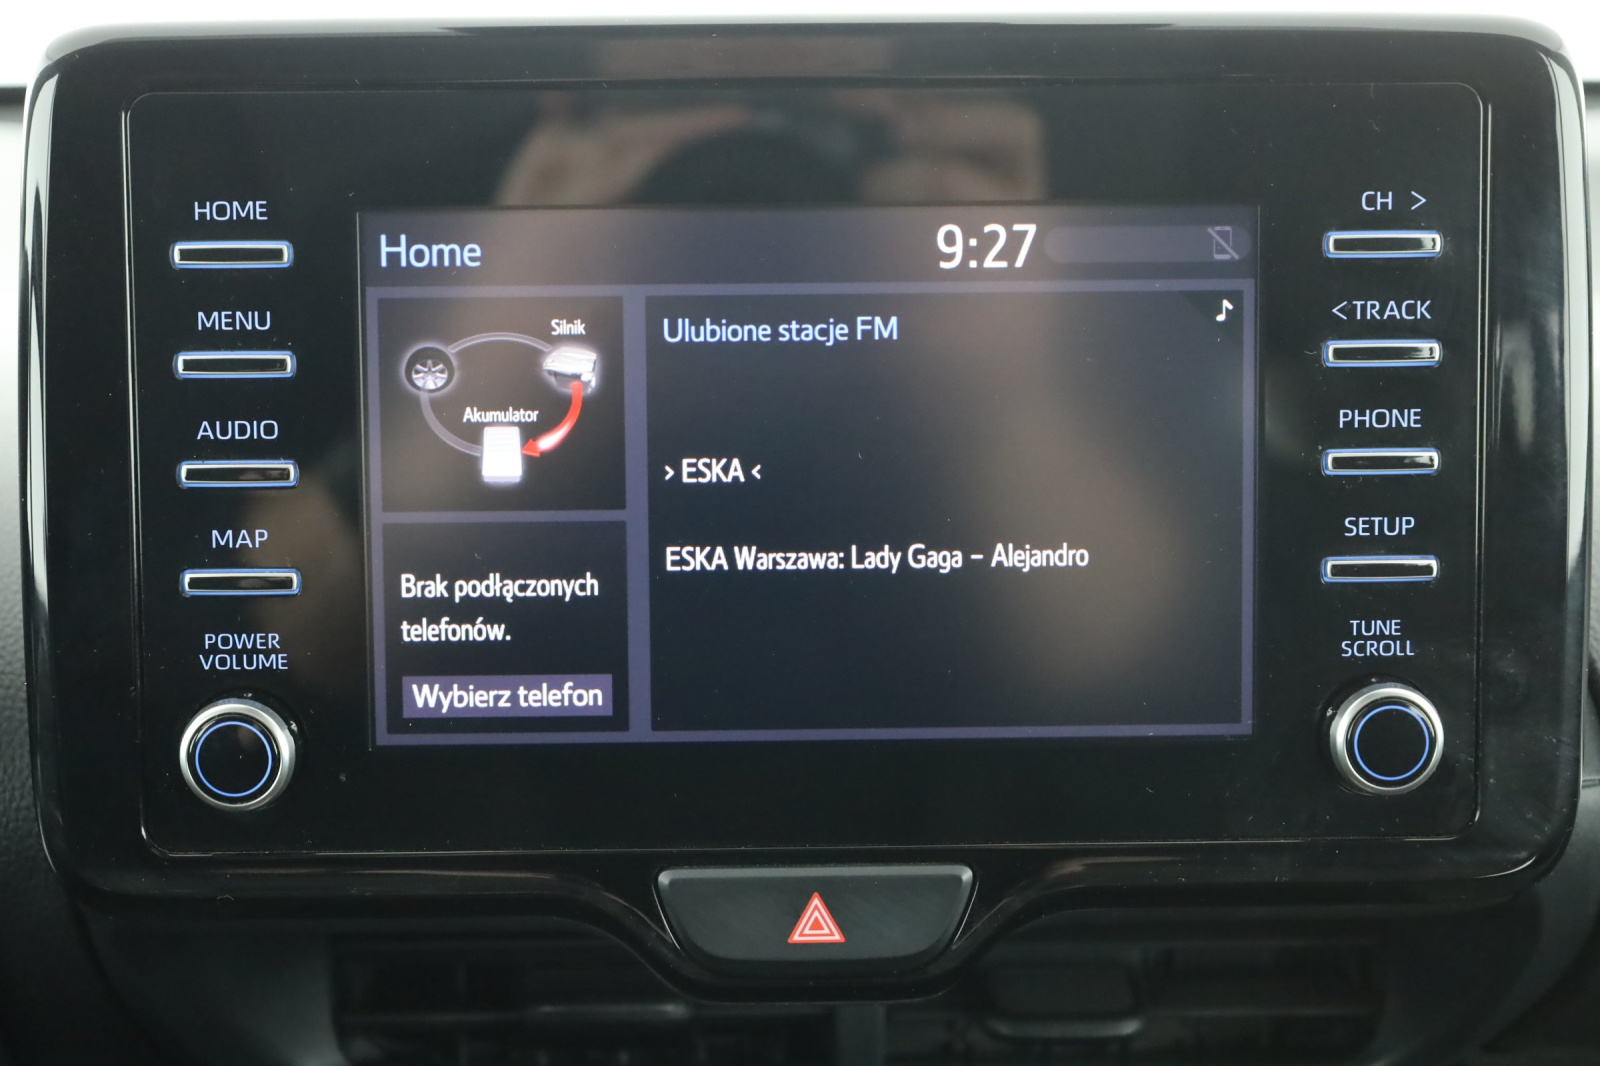 HOME
MENU
AUDIO
MAP
POWER
VOLUME
Home
9:27
Silnik
Akumulator
Brak podłączonych
telefonów.
Wybierz telefon
Ulubione stacje FM
› ESKA ‹
ESKA Warszawa: Lady Gaga – Alejandro
CH >
<TRACK
PHONE
SETUP
TUNE
SCROLL